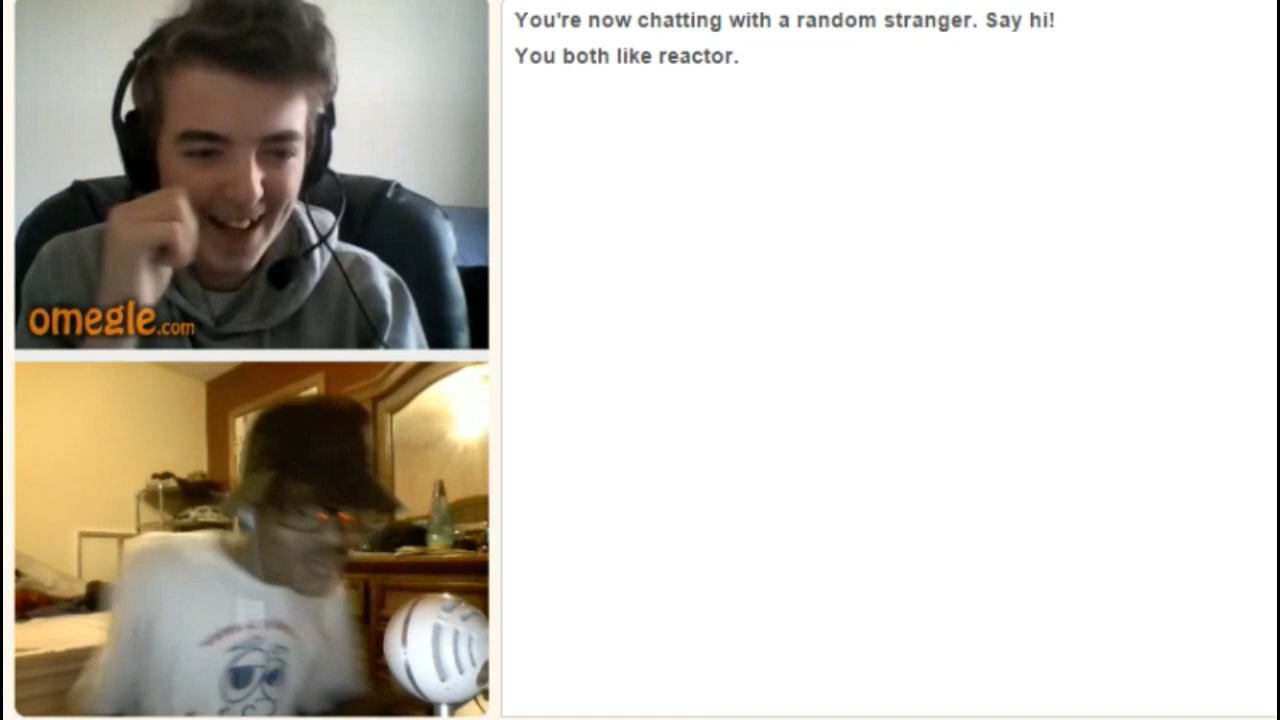 You're now chatting with a random stranger. Say hi!
You both like reactor.
omegle.com